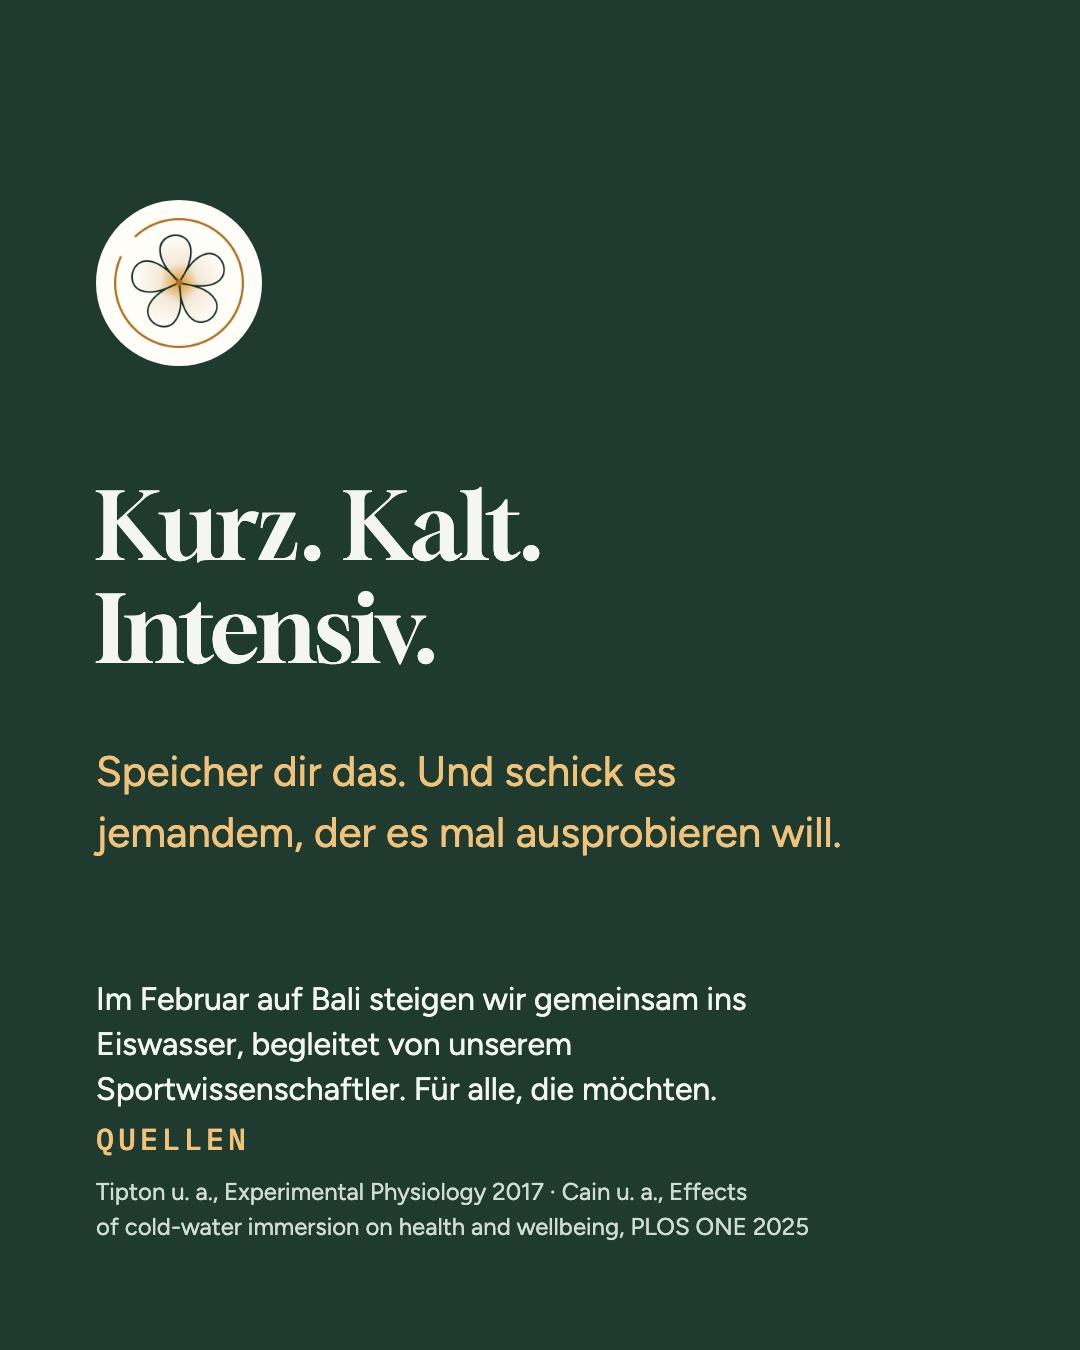 Kurz. Kalt.
Intensiv.
Speicher dir das. Und schick es
jemandem, der es mal ausprobieren will.
Im Februar auf Bali steigen wir gemeinsam ins
Eiswasser, begleitet von unserem
Sportwissenschaftler. Für alle, die möchten.
QUELLEN
Tipton u. a., Experimental Physiology 2017 · Cain u. a., Effects
of cold-water immersion on health and wellbeing, PLOS ONE 2025